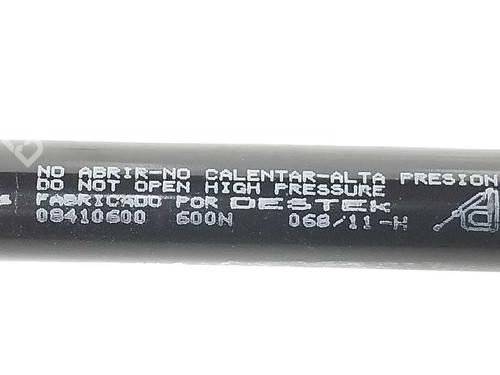 NO ABRIR-NO CALENTAR-ALTA PRESION
DO NOT OPEN HIGH PRESSURE
FABRICADO POR DESTEK
08410600 600N 068/11-H